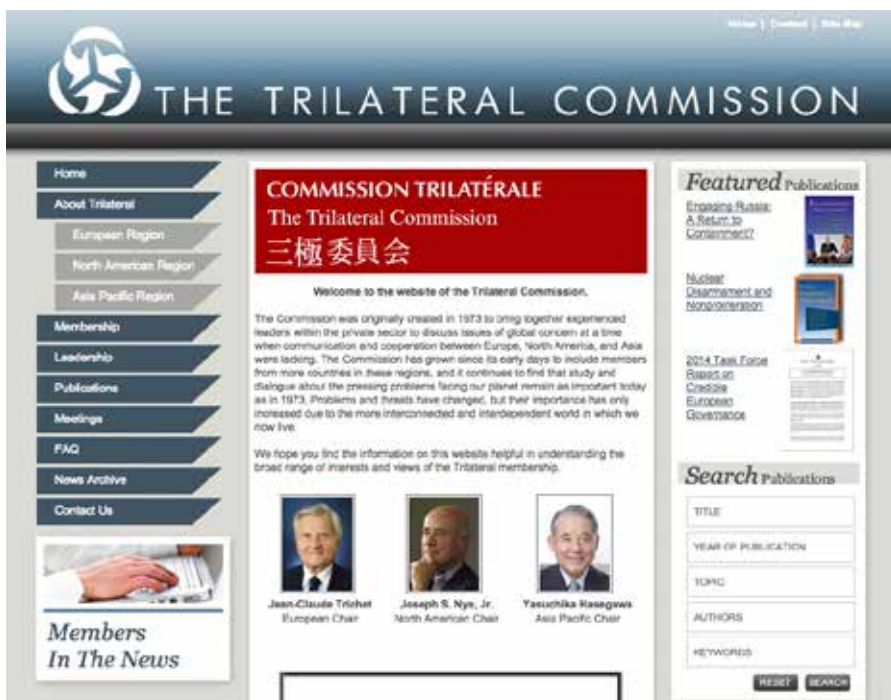 Home | Contact | Site Map
THE TRILATERAL COMMISSION
Home
About Trilateral
European Region
North American Region
Asia Pacific Region
Membership
Leadership
Publications
Meetings
FAQ
News Archive
Contact Us
Members
In The News
COMMISSION TRILATÉRALE
The Trilateral Commission
三極委員会
Welcome to the website of the Trilateral Commission.
The Commission was originally created in 1973 to bring together experienced
leaders within the private sector to discuss issues of global concern at a time
when communication and cooperation between Europe, North America, and Asia
were lacking. The Commission has grown since its early days to include members
from more countries in these regions, and it continues to find that study and
dialogue about the pressing problems facing our planet remain as important today
as in 1973. Problems and threats have changed, but their importance has only
increased due to the more interconnected and interdependent world in which we
now live.
We hope you find the information on this website helpful in understanding the
broad range of interests and views of the Trilateral membership.
Jean-Claude Trichet
European Chair
Joseph S. Nye, Jr.
North American Chair
Yasuchika Hasegawa
Asia Pacific Chair
Featured Publications
Engaging Russia:
A Return to
Containment?
Nuclear
Disarmament and
Nonproliferation
2014 Task Force
Report on
Credible
European
Governance
Search Publications
TITLE
YEAR OF PUBLICATION
TOPIC
AUTHORS
KEYWORDS
RESET SEARCH